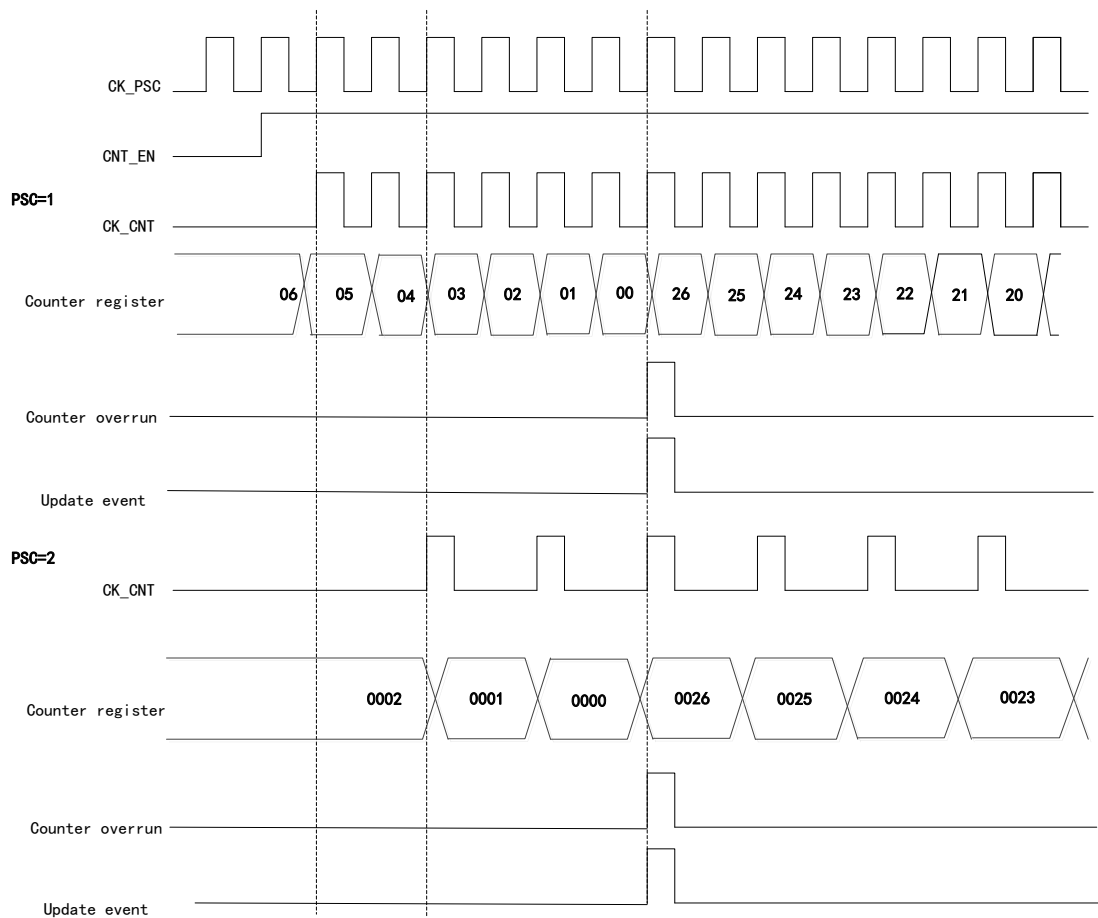 CK_PSC
CNT_EN
PSC=1
CK_CNT
Counter register 06 05 04 03 02 01 00 26 25 24 23 22 21 20
Counter overrun
Update event
PSC=2
CK_CNT
Counter register 0002 0001 0000 0026 0025 0024 0023
Counter overrun
Update event